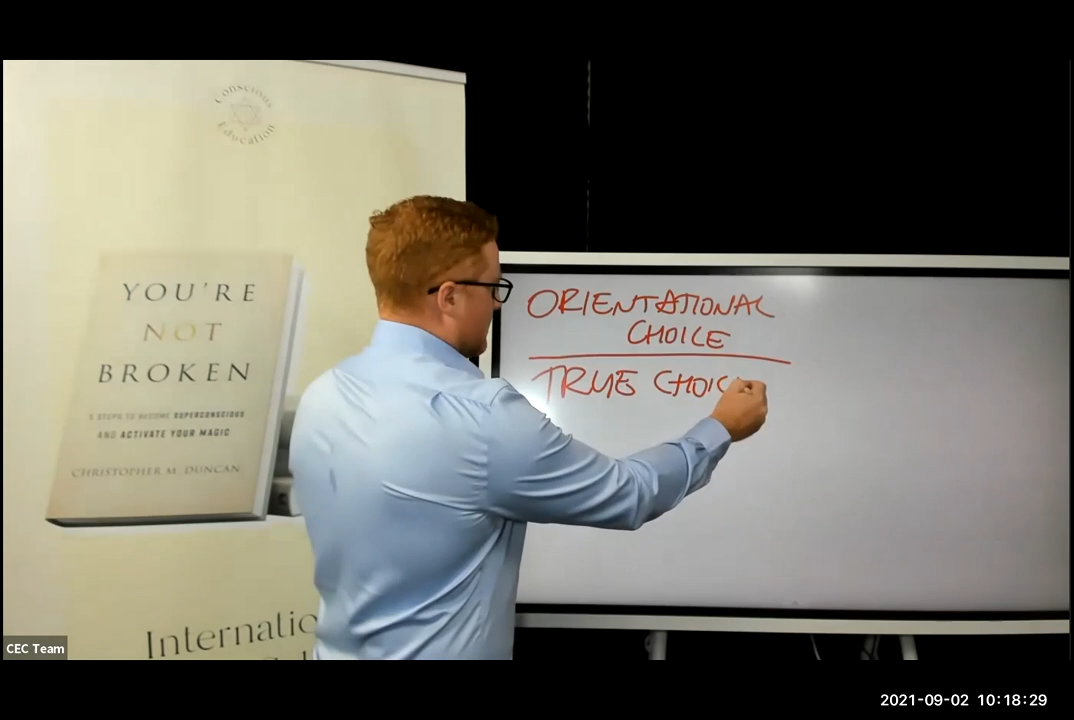 Conscious
Education
YOU'RE
NOT
BROKEN
5 STEPS TO BECOME SUPERCONSCIOUS
AND ACTIVATE YOUR MAGIC
CHRISTOPHER M. DUNCAN
Internatio
ORIENTATIONAL
CHOICE
TRUE CHOIC
CEC Team
2021-09-02 10:18:29